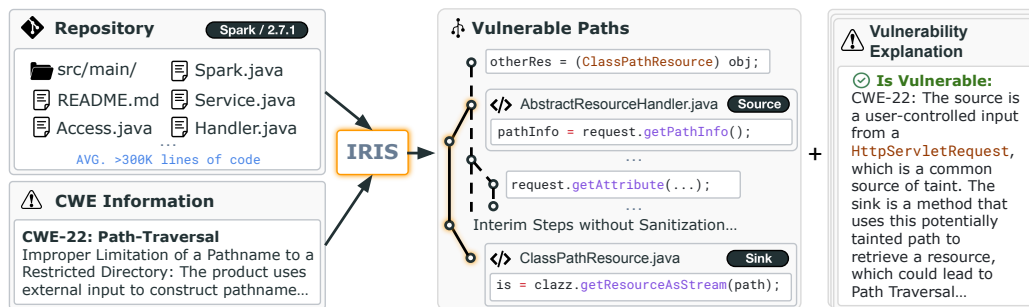 Repository
Spark / 2.7.1
src/main/
Spark.java
README.md
Service.java
Access.java
Handler.java
...
AVG. >300K lines of code
CWE Information
CWE-22: Path-Traversal
Improper Limitation of a Pathname to a
Restricted Directory: The product uses
external input to construct pathname...
IRIS
Vulnerable Paths
otherRes = (ClassPathResource) obj;
</> AbstractResourceHandler.java
Source
pathInfo = request.getPathInfo();
...
request.getAttribute(...);
...
Interim Steps without Sanitization...
</> ClassPathResource.java
Sink
is = clazz.getResourceAsStream(path);
+
Vulnerability
Explanation
Is Vulnerable:
CWE-22: The source is
a user-controlled input
from a
HttpServletRequest,
which is a common
source of taint. The
sink is a method that
uses this potentially
tainted path to
retrieve a resource,
which could lead to
Path Traversal...